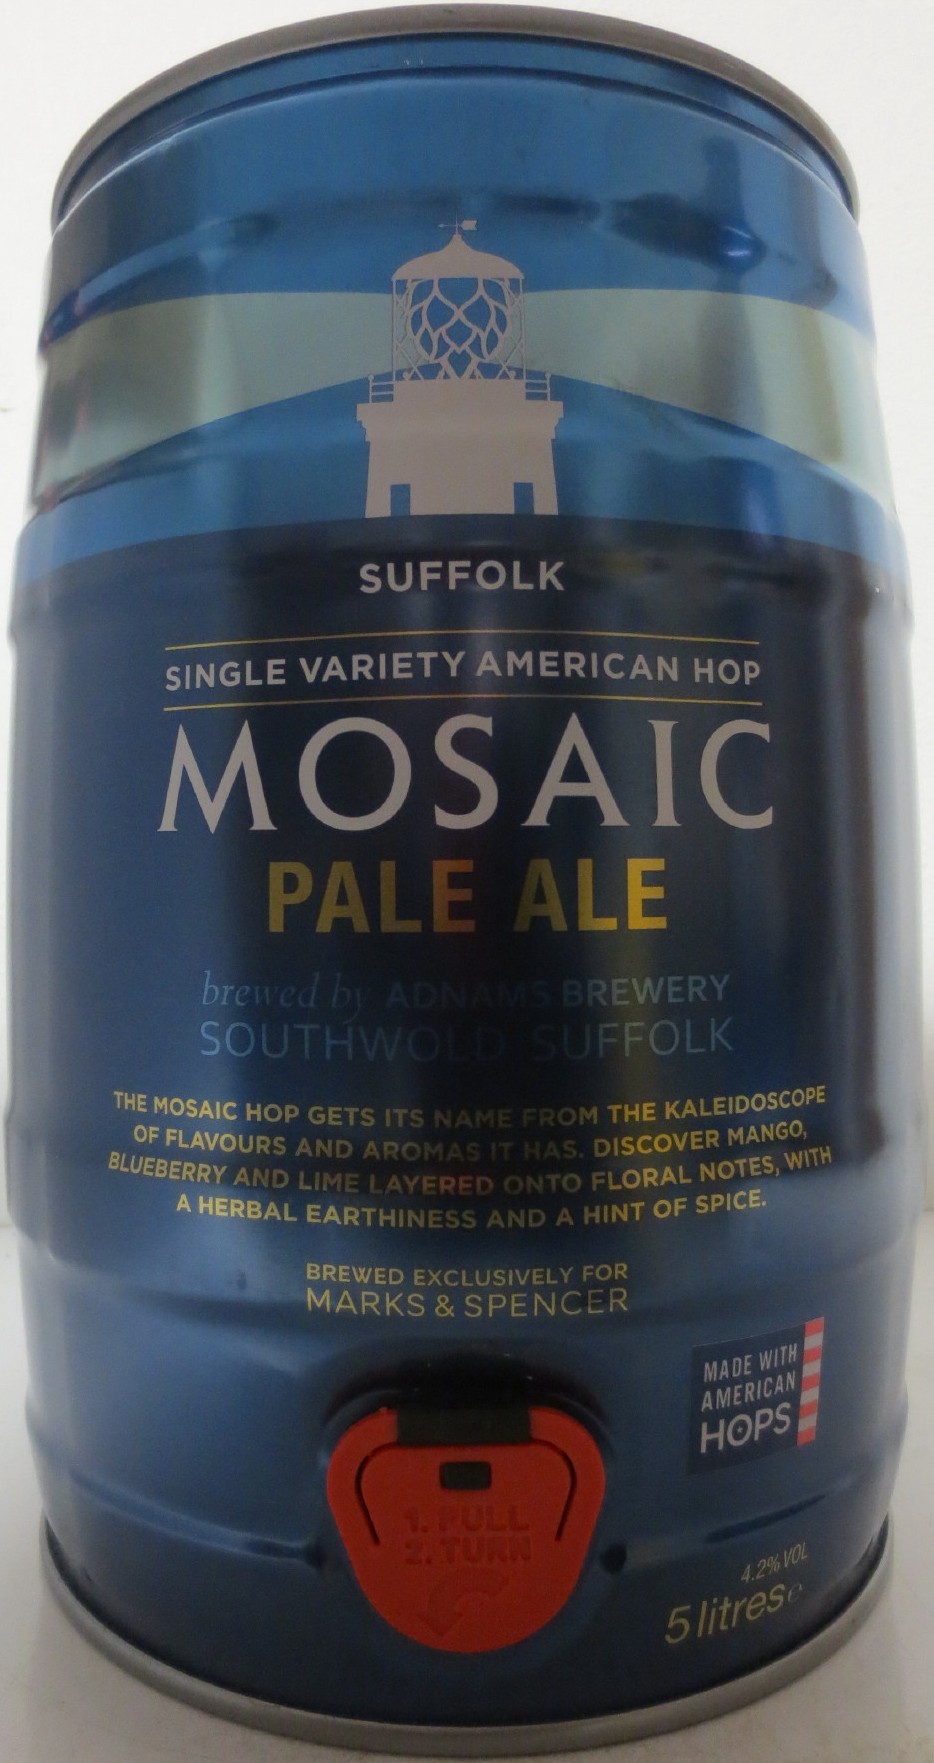 SUFFOLK
SINGLE VARIETY AMERICAN HOP
MOSAIC
PALE ALE
brewed by ADNAMS BREWERY
SOUTHWOLD SUFFOLK
THE MOSAIC HOP GETS ITS NAME FROM THE KALEIDOSCOPE
OF FLAVOURS AND AROMAS IT HAS. DISCOVER MANGO,
BLUEBERRY AND LIME LAYERED ONTO FLORAL NOTES, WITH
A HERBAL EARTHINESS AND A HINT OF SPICE.
BREWED EXCLUSIVELY FOR
MARKS & SPENCER
MADE WITH
AMERICAN
HOPS
1. PULL
2. TURN
4.2% VOL
5 litres e